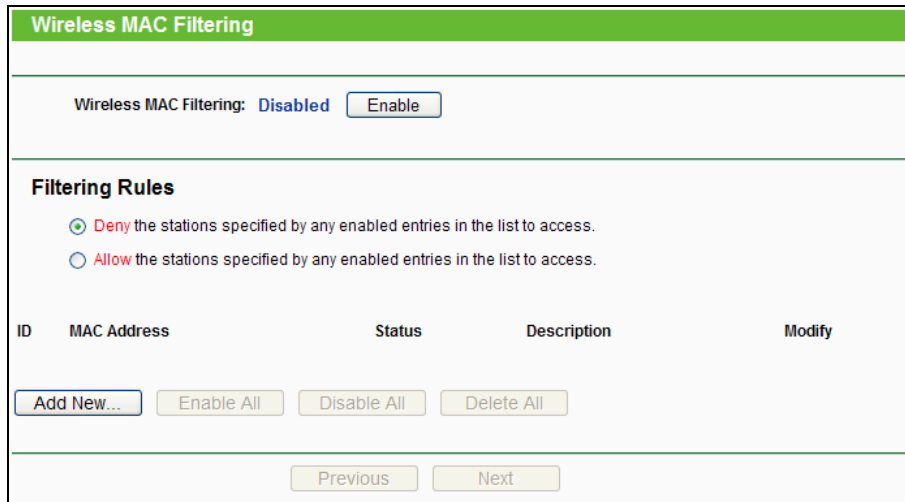 Wireless MAC Filtering
Wireless MAC Filtering: Disabled Enable
Filtering Rules
Deny the stations specified by any enabled entries in the list to access.
Allow the stations specified by any enabled entries in the list to access.
ID MAC Address Status Description Modify
Add New... Enable All Disable All Delete All
Previous Next